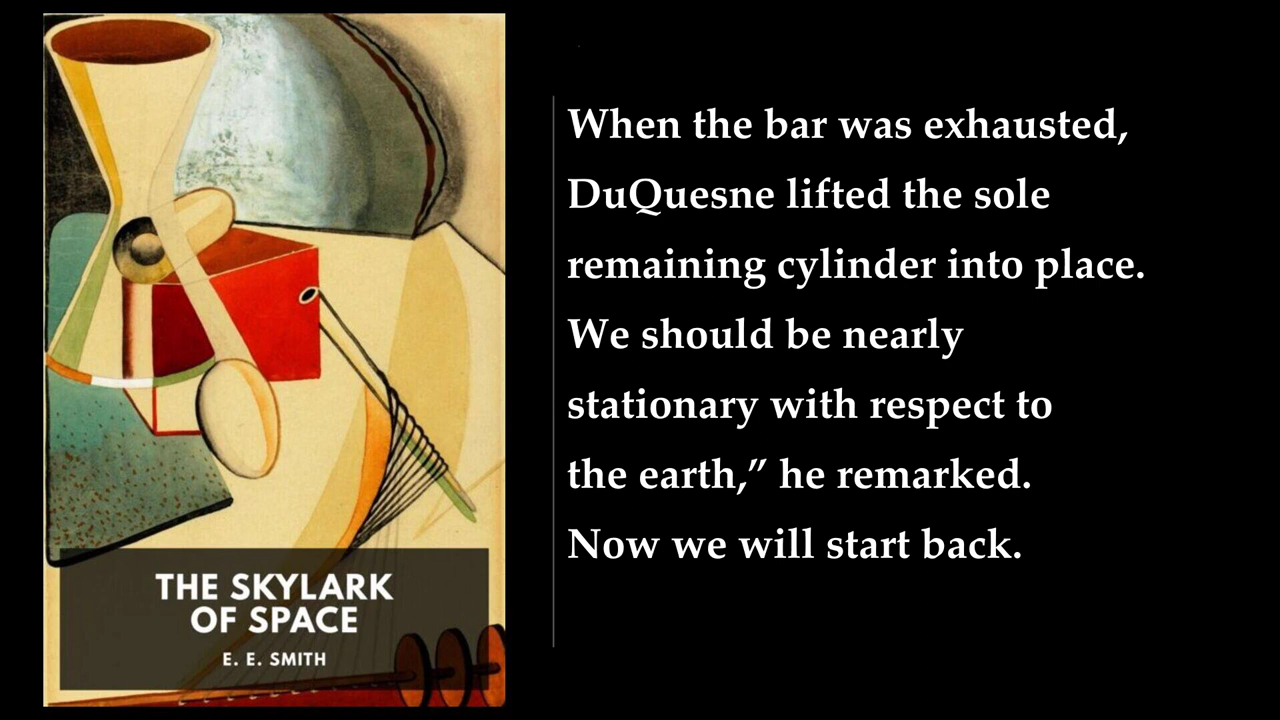 THE SKYLARK
OF SPACE
E. E. SMITH
When the bar was exhausted,
DuQuesne lifted the sole
remaining cylinder into place.
We should be nearly
stationary with respect to
the earth,” he remarked.
Now we will start back.